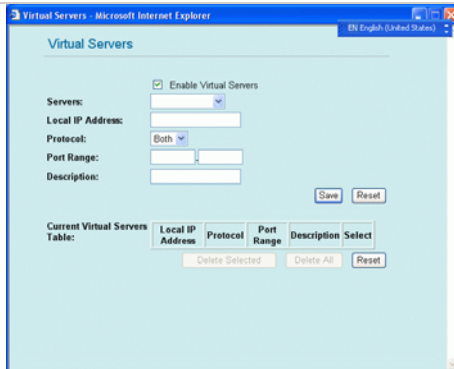 Virtual Servers - Microsoft Internet Explorer
EN English (United States)
Virtual Servers
Enable Virtual Servers
Servers:
Local IP Address:
Protocol: Both
Port Range: -
Description:
Save Reset
Current Virtual Servers Table:
Local IP Address Protocol Port Range Description Select
Delete Selected Delete All Reset